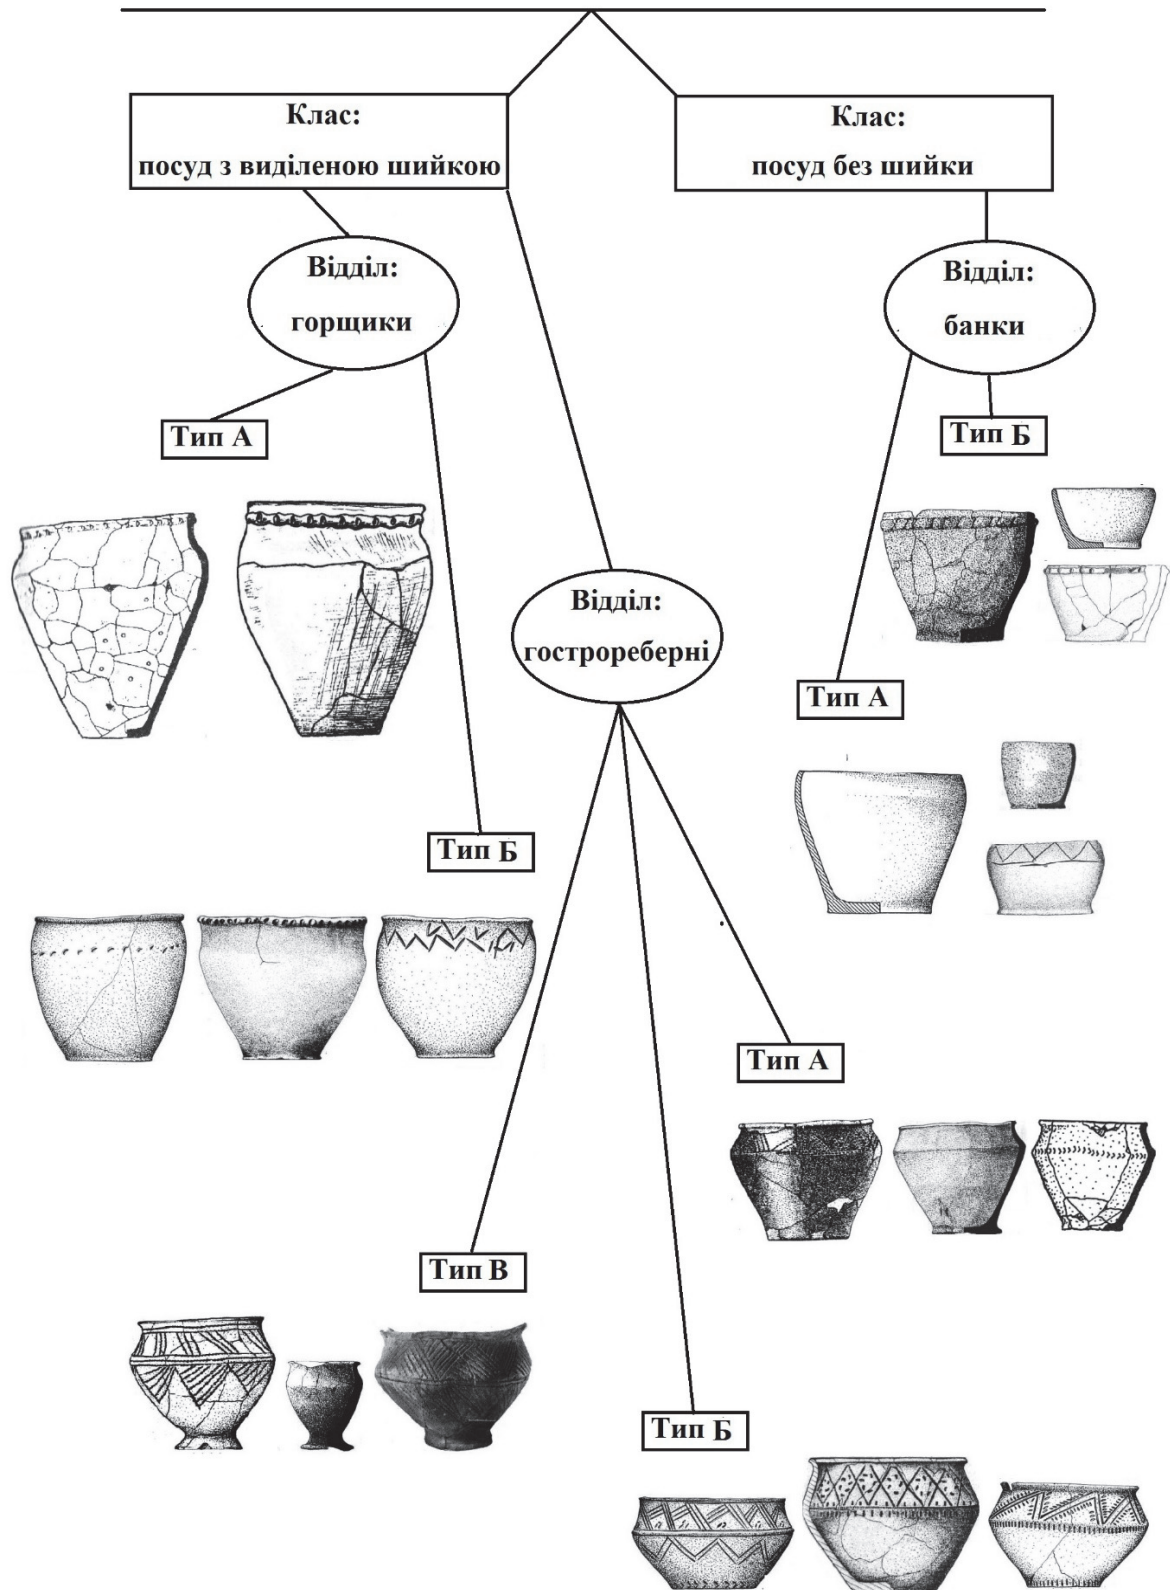 Клас:
посуд з виділеною шийкою
Клас:
посуд без шийки
Відділ:
горщики
Відділ:
банки
Тип А
Тип Б
Відділ:
гострореберні
Тип А
Тип Б
Тип А
Тип В
Тип Б